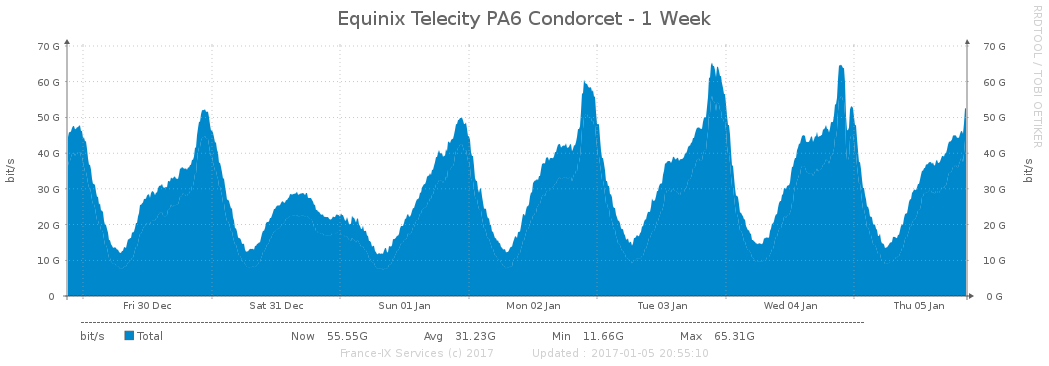 Equinix Telecity PA6 Condorcet - 1 Week
RRDTOOL / TOBI OETIKER
bit/s
bit/s
70 G 70 G
60 G 60 G
50 G 50 G
40 G 40 G
30 G 30 G
20 G 20 G
10 G 10 G
0 0 G
Fri 30 Dec Sat 31 Dec Sun 01 Jan Mon 02 Jan Tue 03 Jan Wed 04 Jan Thu 05 Jan
bit/s Total Now 55.55G Avg 31.23G Min 11.66G Max 65.31G
France-IX Services (c) 2017 Updated : 2017-01-05 20:55:10